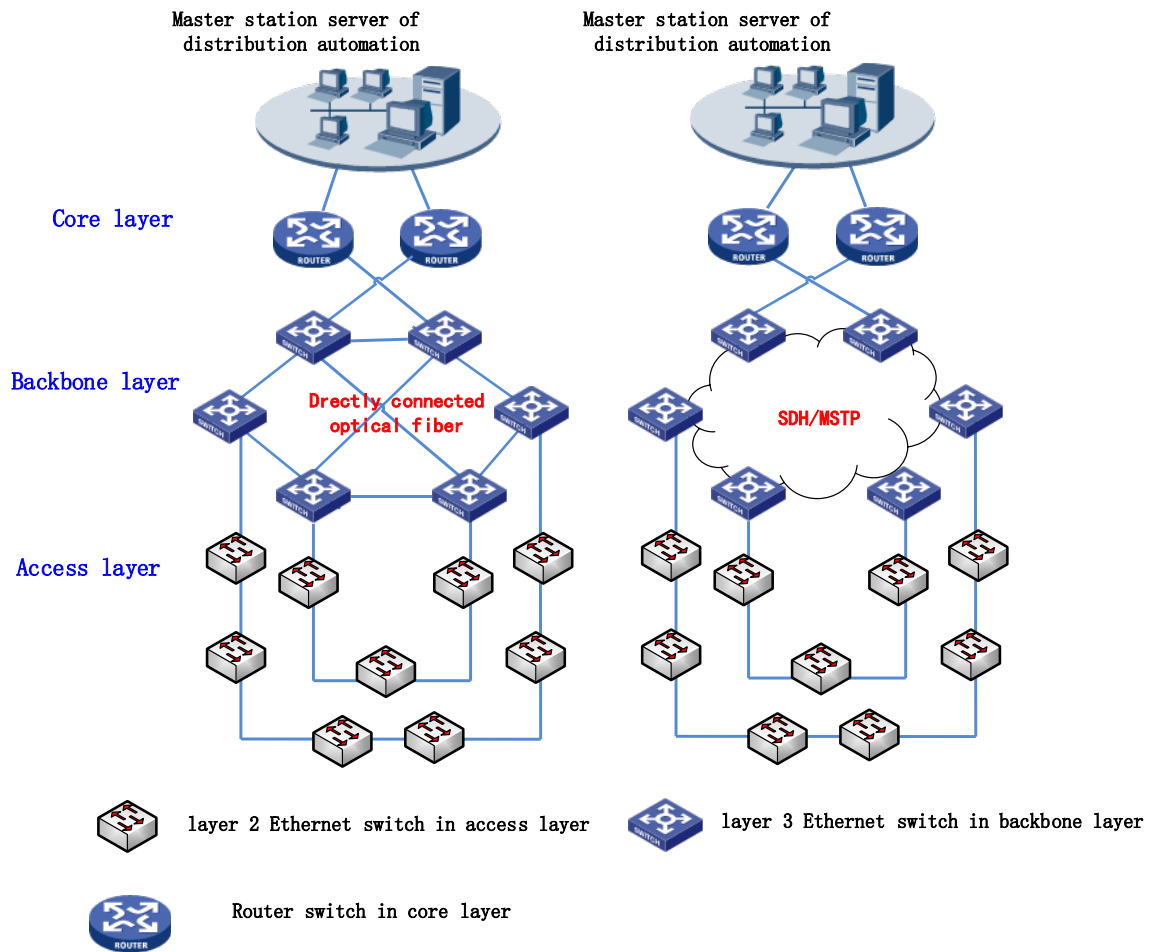 Master station server of
distribution automation
Master station server of
distribution automation
Core layer
ROUTER
ROUTER
ROUTER
ROUTER
SWITCH
SWITCH
SWITCH
SWITCH
Backbone layer
SWITCH
SWITCH
SWITCH
SWITCH
Drectly connected
optical fiber
SDH/MSTP
SWITCH
SWITCH
SWITCH
SWITCH
Access layer
layer 2 Ethernet switch in access layer
SWITCH
layer 3 Ethernet switch in backbone layer
ROUTER
Router switch in core layer